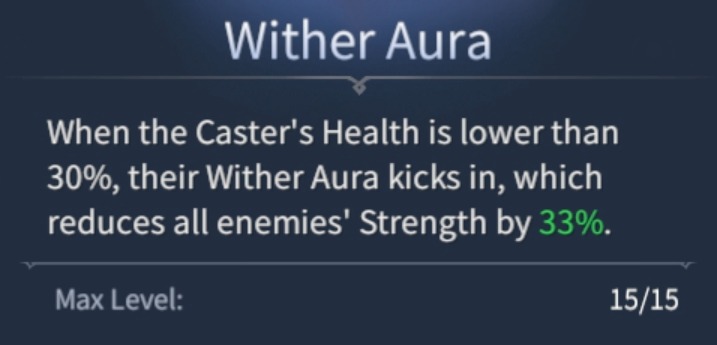 Wither Aura
When the Caster's Health is lower than
30%, their Wither Aura kicks in, which
reduces all enemies' Strength by 33%.
Max Level: 15/15